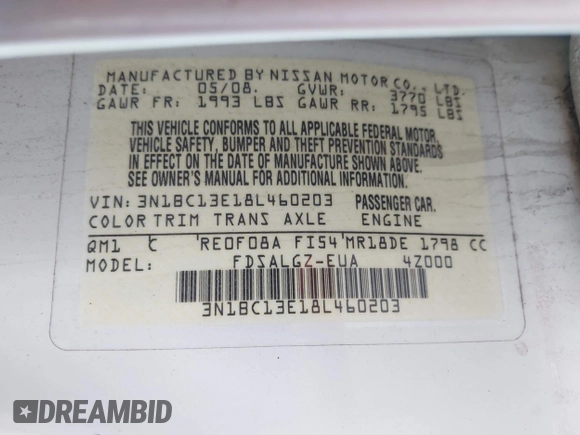 MANUFACTURED BY NISSAN MOTOR CO., LTD.
DATE: 05/08. GVWR: 3770 LBS
GAWR FR: 1993 LBS GAWR RR: 1795 LBS
THIS VEHICLE CONFORMS TO ALL APPLICABLE FEDERAL MOTOR
VEHICLE SAFETY, BUMPER AND THEFT PREVENTION STANDARDS
IN EFFECT ON THE DATE OF MANUFACTURE SHOWN ABOVE.
SEE OWNER'S MANUAL FOR ADDITIONAL INFORMATION.
VIN: 3N1BC13E18L460203 PASSENGER CAR.
COLOR TRIM TRANS AXLE ENGINE
QM1 C RE0F08A FI54 MR18DE 1798 CC
MODEL: FDSALGZ-EUA 4Z000
3N1BC13E18L460203
DREAMBID